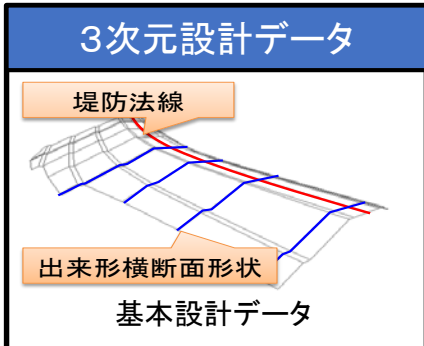 ３次元設計データ
堤防法線
出来形横断面形状
基本設計データ